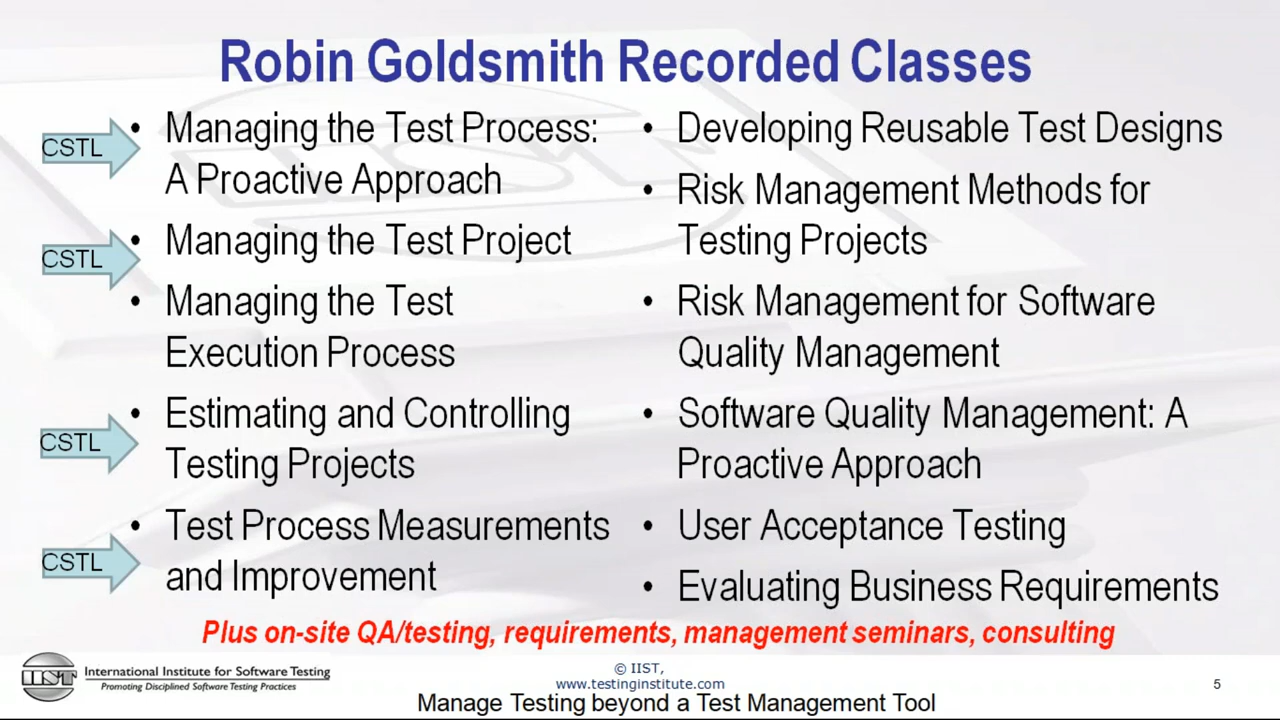 Robin Goldsmith Recorded Classes
CSTL
• Managing the Test Process:
A Proactive Approach
CSTL
• Managing the Test Project
• Managing the Test
Execution Process
CSTL
• Estimating and Controlling
Testing Projects
CSTL
• Test Process Measurements
and Improvement
• Developing Reusable Test Designs
• Risk Management Methods for
Testing Projects
• Risk Management for Software
Quality Management
• Software Quality Management: A
Proactive Approach
• User Acceptance Testing
• Evaluating Business Requirements
Plus on-site QA/testing, requirements, management seminars, consulting
IIST
International Institute for Software Testing
Promoting Disciplined Software Testing Practices
© IIST,
www.testinginstitute.com
5
Manage Testing beyond a Test Management Tool